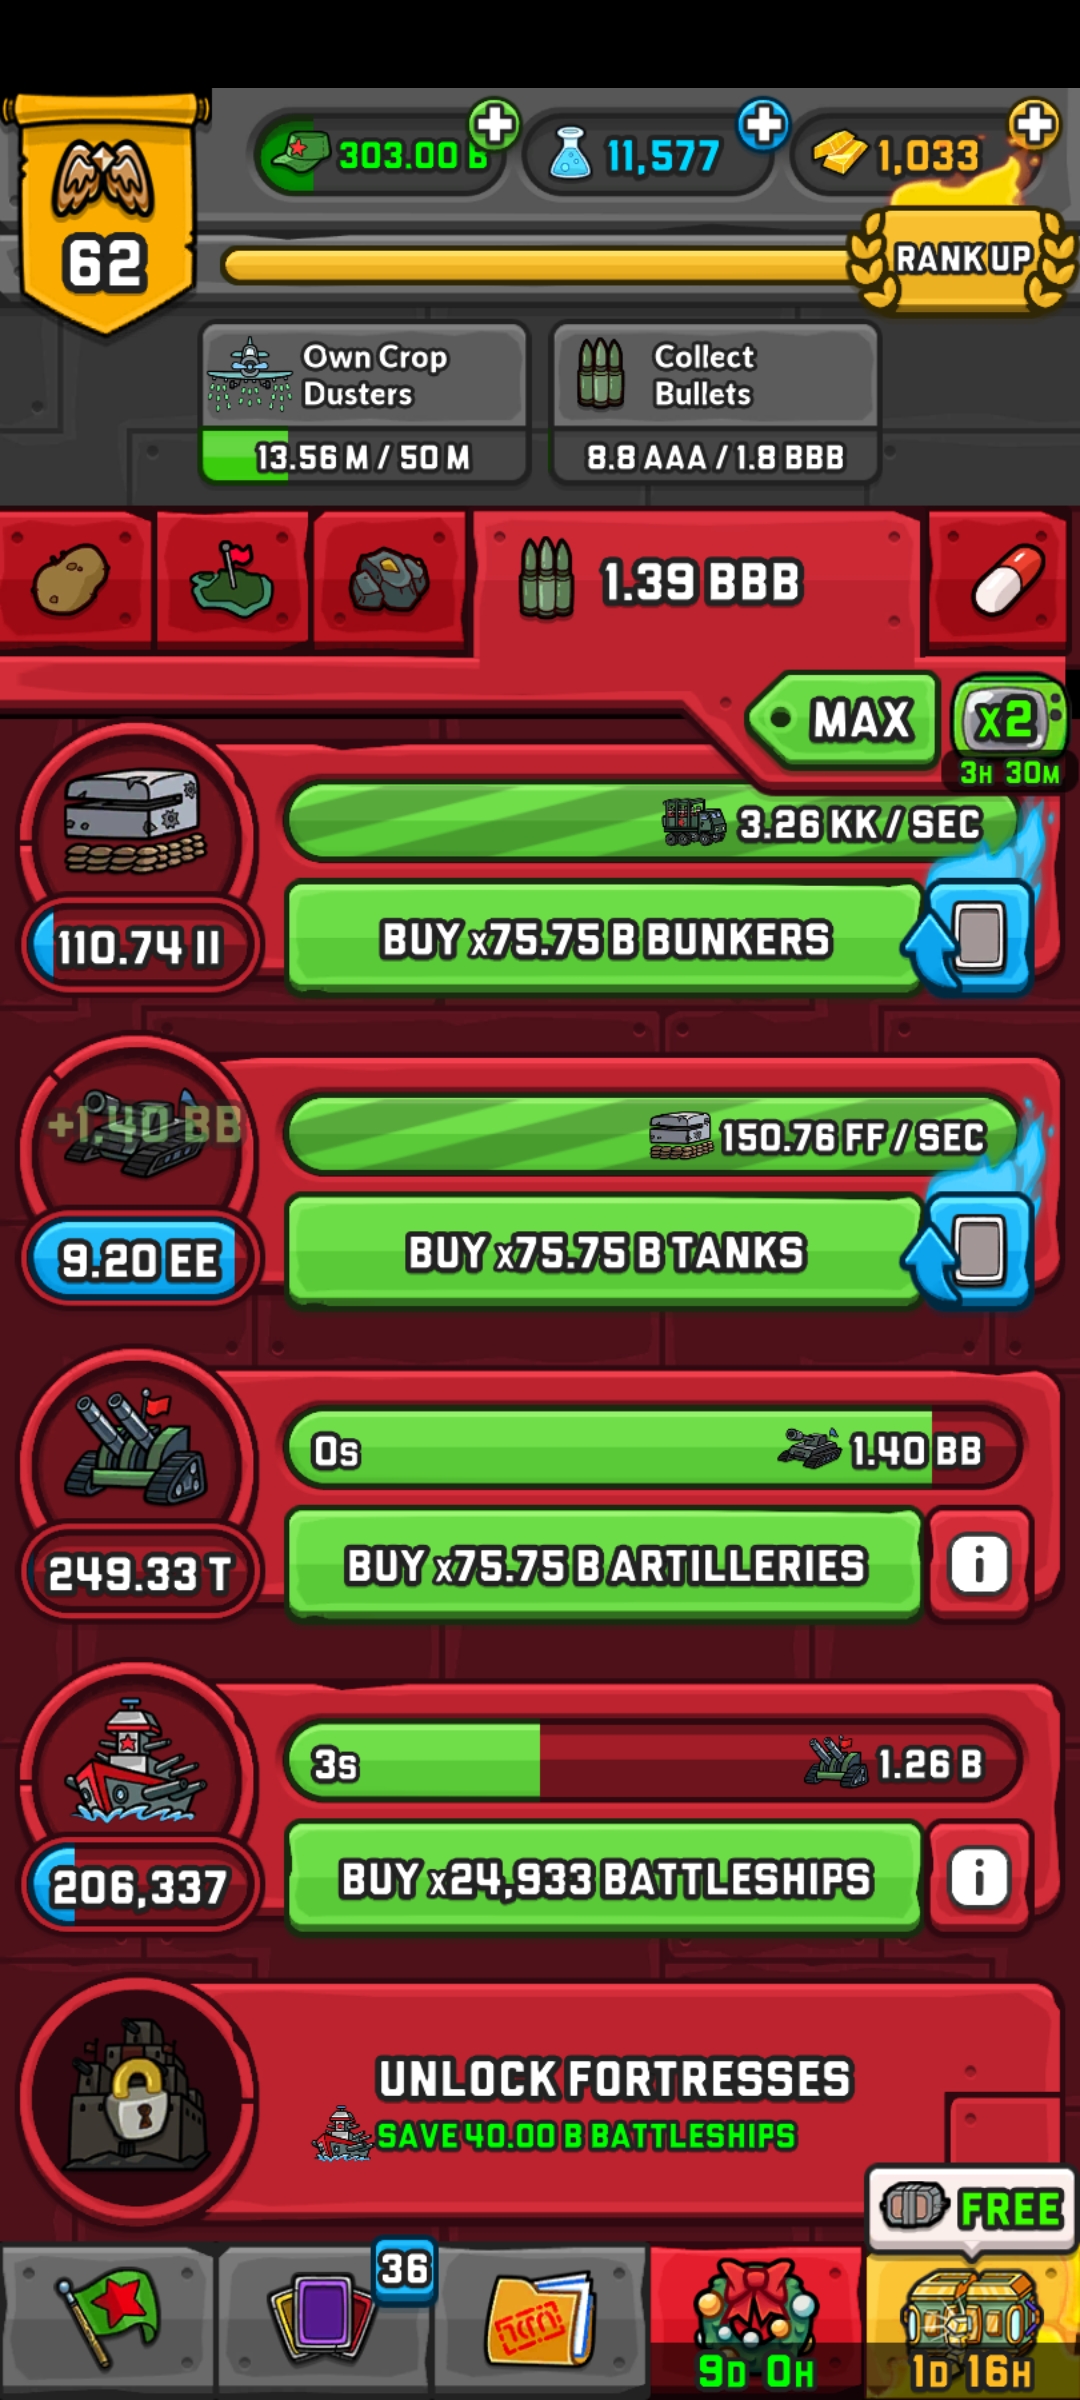 303.00 B
11,577
1,033
62
RANK UP
Own Crop
Dusters
13.56 M / 50 M
Collect
Bullets
8.8 AAA / 1.8 BBB
1.39 BBB
MAX
x2
3H 30M
3.26 KK / SEC
BUY x75.75 B BUNKERS
110.74 II
+1.40 BB
150.76 FF / SEC
BUY x75.75 B TANKS
9.20 EE
0s
1.40 BB
BUY x75.75 B ARTILLERIES
i
249.33 T
3s
1.26 B
BUY x24,933 BATTLESHIPS
i
206,337
UNLOCK FORTRESSES
SAVE 40.00 B BATTLESHIPS
FREE
36
9D 0H
1D 16H